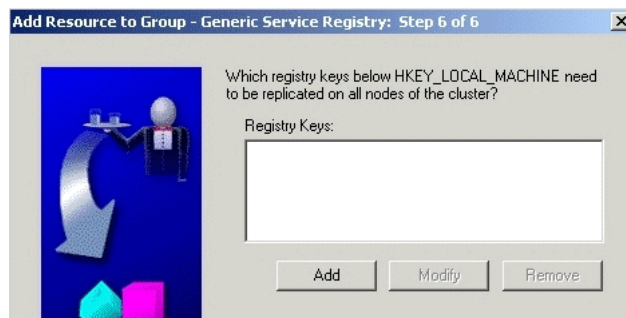 Add Resource to Group - Generic Service Registry: Step 6 of 6
Which registry keys below HKEY_LOCAL_MACHINE need
to be replicated on all nodes of the cluster?
Registry Keys:
Add Modify Remove